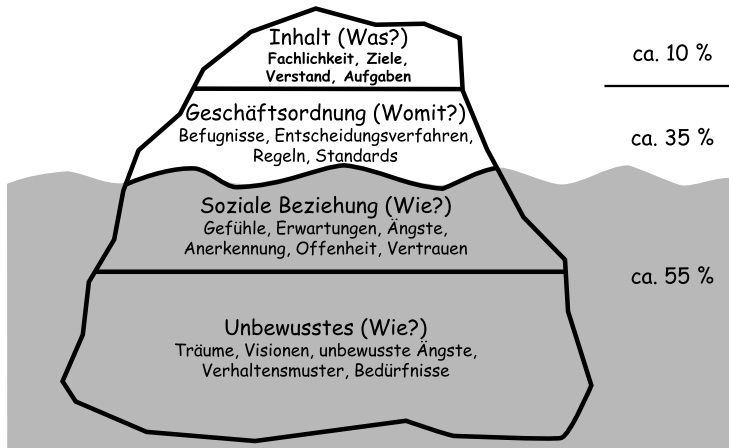 Inhalt (Was?)
Fachlichkeit, Ziele,
Verstand, Aufgaben
ca. 10 %
Geschäftsordnung (Womit?)
Befugnisse, Entscheidungsverfahren,
Regeln, Standards
ca. 35 %
Soziale Beziehung (Wie?)
Gefühle, Erwartungen, Ängste,
Anerkennung, Offenheit, Vertrauen
ca. 55 %
Unbewusstes (Wie?)
Träume, Visionen, unbewusste Ängste,
Verhaltensmuster, Bedürfnisse